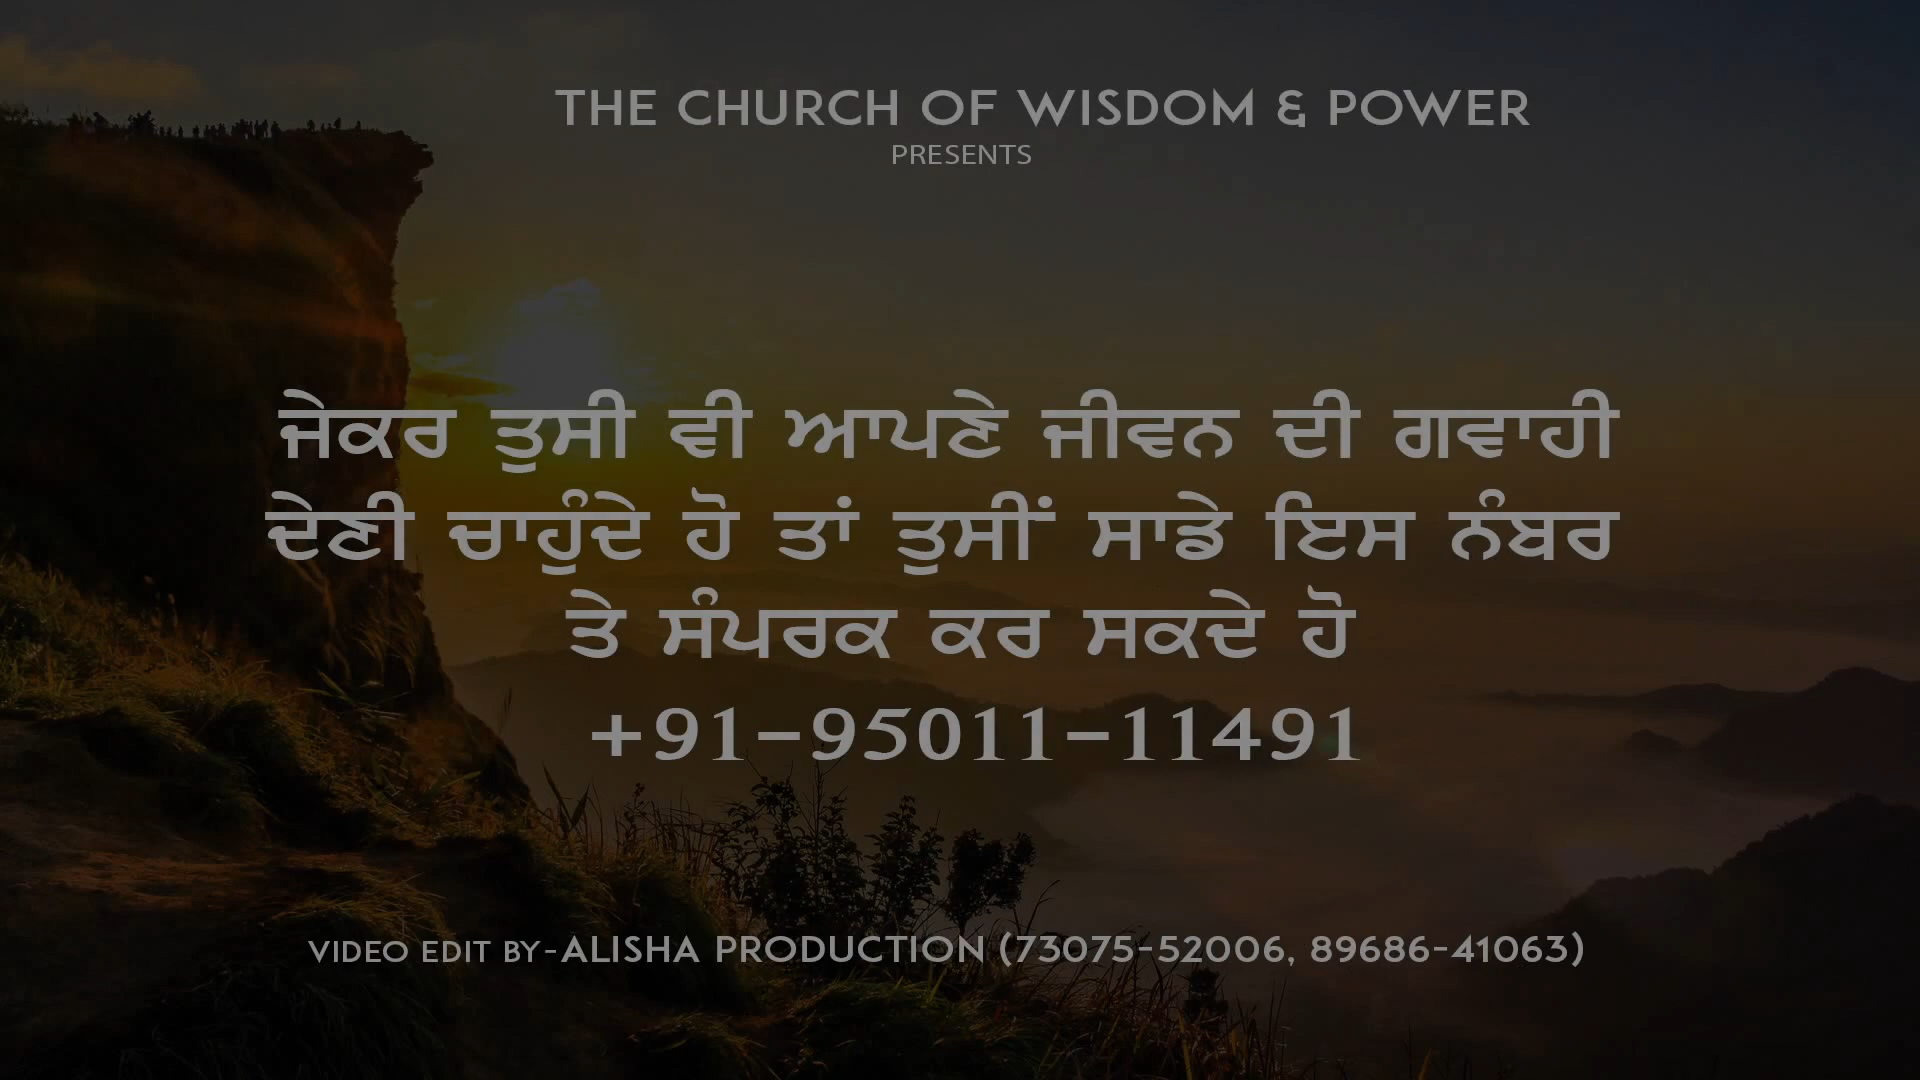 THE CHURCH OF WISDOM & POWER
PRESENTS
ਜੇਕਰ ਤੁਸੀ ਵੀ ਆਪਣੇ ਜੀਵਨ ਦੀ ਗਵਾਹੀ
ਦੇਣੀ ਚਾਹੁੰਦੇ ਹੋ ਤਾਂ ਤੁਸੀਂ ਸਾਡੇ ਇਸ ਨੰਬਰ
ਤੇ ਸੰਪਰਕ ਕਰ ਸਕਦੇ ਹੋ
+91-95011-11491
VIDEO EDIT BY-ALISHA PRODUCTION (73075-52006, 89686-41063)